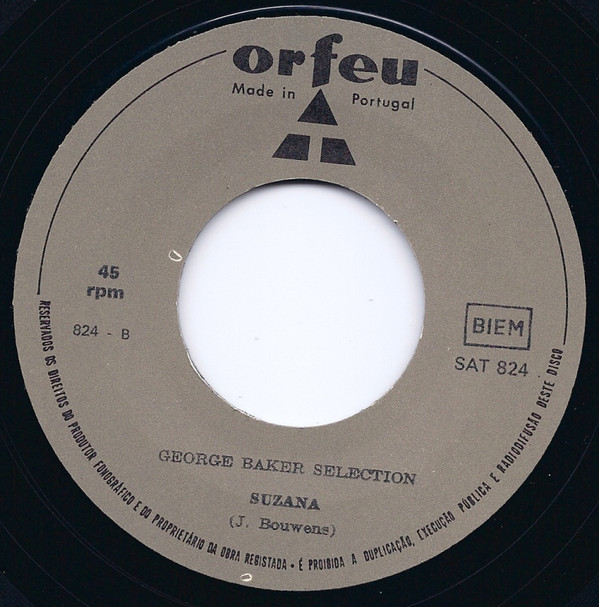 orfeu
Made in Portugal
45
rpm
824 - B
BIEM
SAT 824
GEORGE BAKER SELECTION
SUZANA
(J. Bouwens)
RESERVADOS OS DIREITOS DO PRODUTOR FONOGRÁFICO E DO PROPRIETÁRIO DA OBRA REGISTADA • É PROIBIDA A DUPLICAÇÃO, EXECUÇÃO PÚBLICA E RADIODIFUSÃO DESTE DISCO